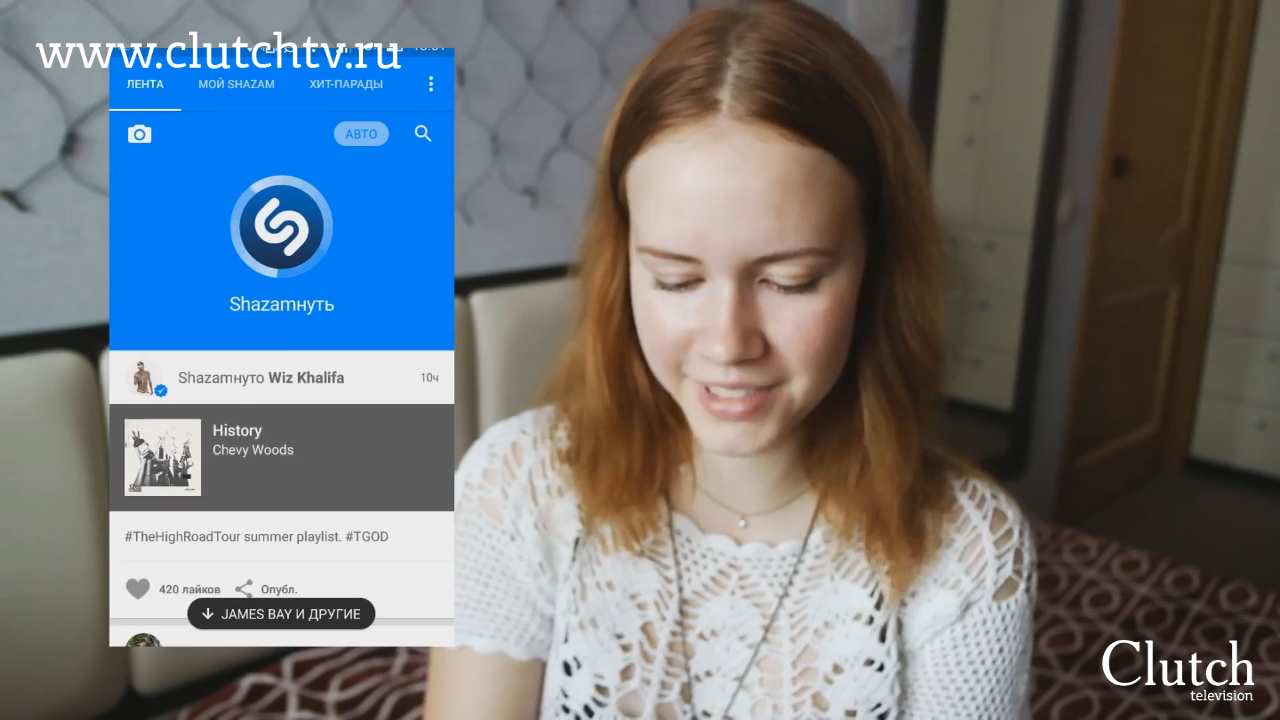 www.clutchtv.ru
ЛЕНТА МОЙ SHAZAM ХИТ-ПАРАДЫ
АВТО
Shazamнуть
Shazamнуто Wiz Khalifa 10ч
History
Chevy Woods
#TheHighRoadTour summer playlist. #TGOD
420 лайков Опубл.
JAMES BAY И ДРУГИЕ
Clutch
television